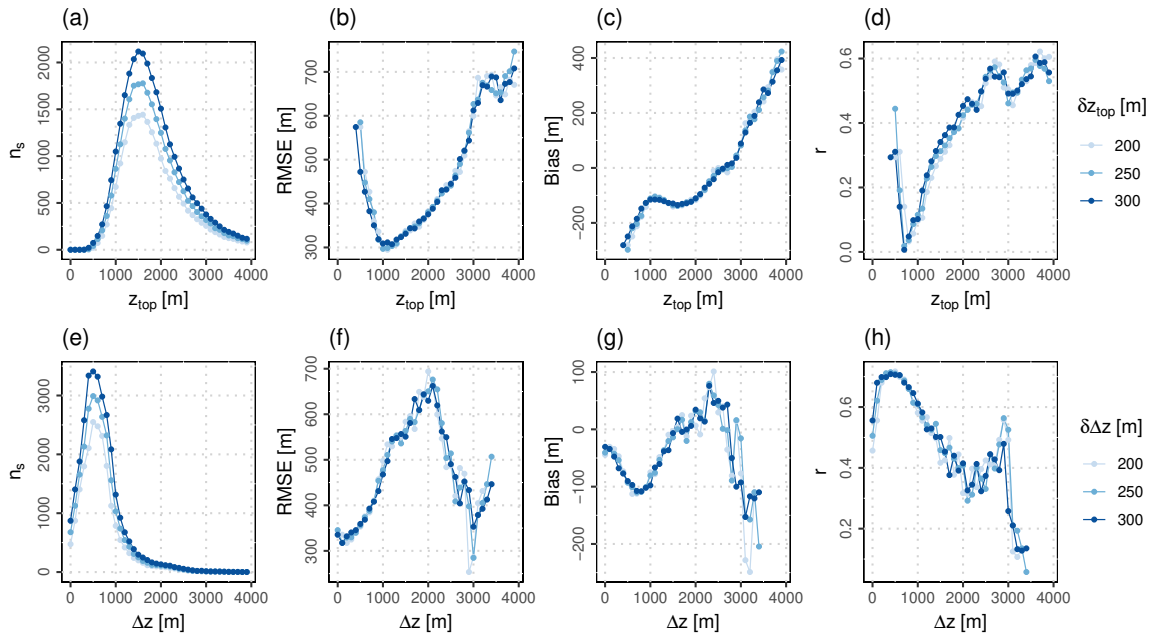 (a) (b) (c) (d)
2000
1500
1000
500
0
n_s
0 1000 2000 3000 4000
z_top [m]
700
600
500
400
300
RMSE [m]
0 1000 2000 3000 4000
z_top [m]
400
200
0
−200
Bias [m]
0 1000 2000 3000 4000
z_top [m]
0.6
0.4
0.2
0.0
r
0 1000 2000 3000 4000
z_top [m]
δz_top [m]
200
250
300
(e) (f) (g) (h)
3000
2000
1000
0
n_s
0 1000 2000 3000 4000
Δz [m]
700
600
500
400
300
RMSE [m]
0 1000 2000 3000 4000
Δz [m]
100
0
−100
−200
Bias [m]
0 1000 2000 3000 4000
Δz [m]
0.6
0.4
0.2
r
0 1000 2000 3000 4000
Δz [m]
δΔz [m]
200
250
300